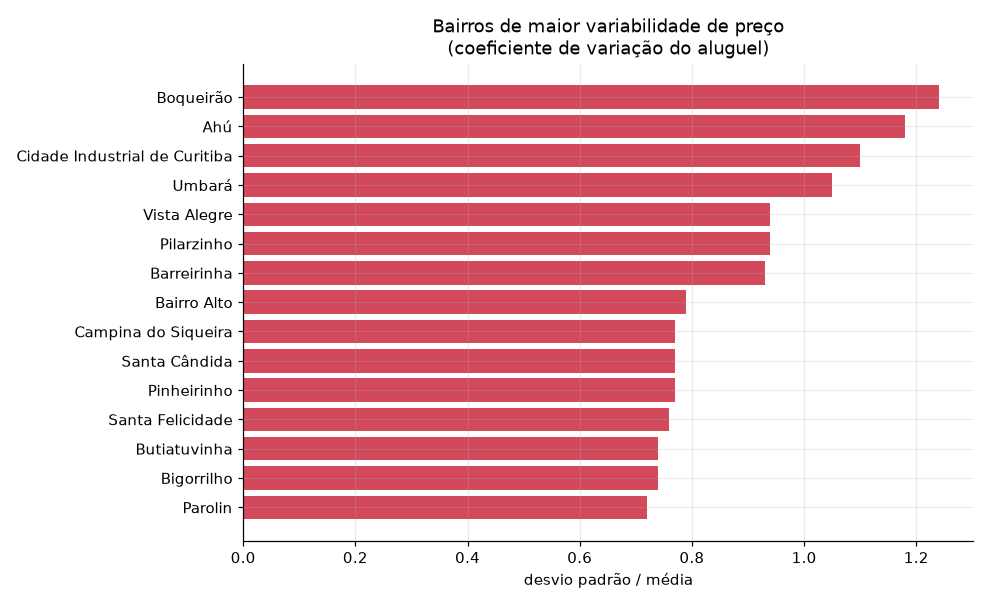 Bairros de maior variabilidade de preço
(coeficiente de variação do aluguel)
Boqueirão
Ahú
Cidade Industrial de Curitiba
Umbará
Vista Alegre
Pilarzinho
Barreirinha
Bairro Alto
Campina do Siqueira
Santa Cândida
Pinheirinho
Santa Felicidade
Butiatuvinha
Bigorrilho
Parolin
0.0 0.2 0.4 0.6 0.8 1.0 1.2
desvio padrão / média